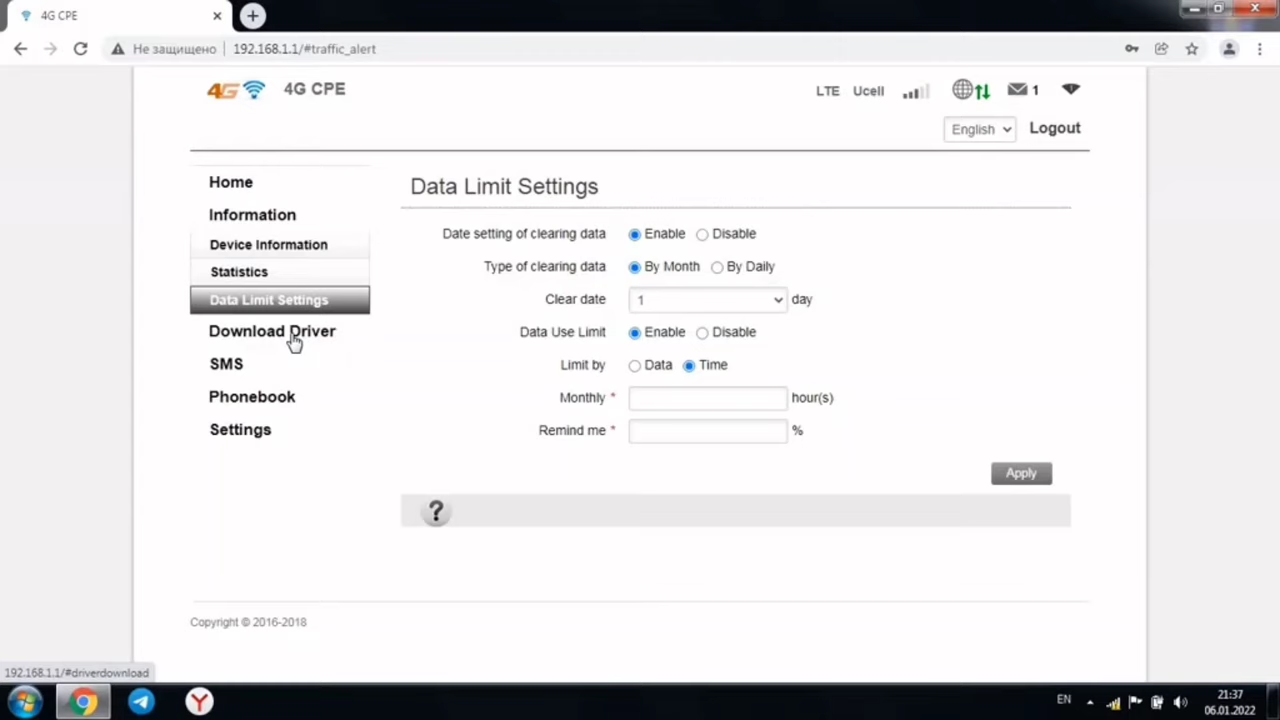 4G CPE
Не защищено 192.168.1.1/#traffic_alert
4G 4G CPE LTE Ucell 1
English Logout
Home
Information
Device Information
Statistics
Data Limit Settings
Download Driver
SMS
Phonebook
Settings
Data Limit Settings
Date setting of clearing data Enable Disable
Type of clearing data By Month By Daily
Clear date 1 day
Data Use Limit Enable Disable
Limit by Data Time
Monthly * hour(s)
Remind me * %
Apply
?
Copyright © 2016-2018
192.168.1.1/#driverdownload
Y EN 21:37
06.01.2022